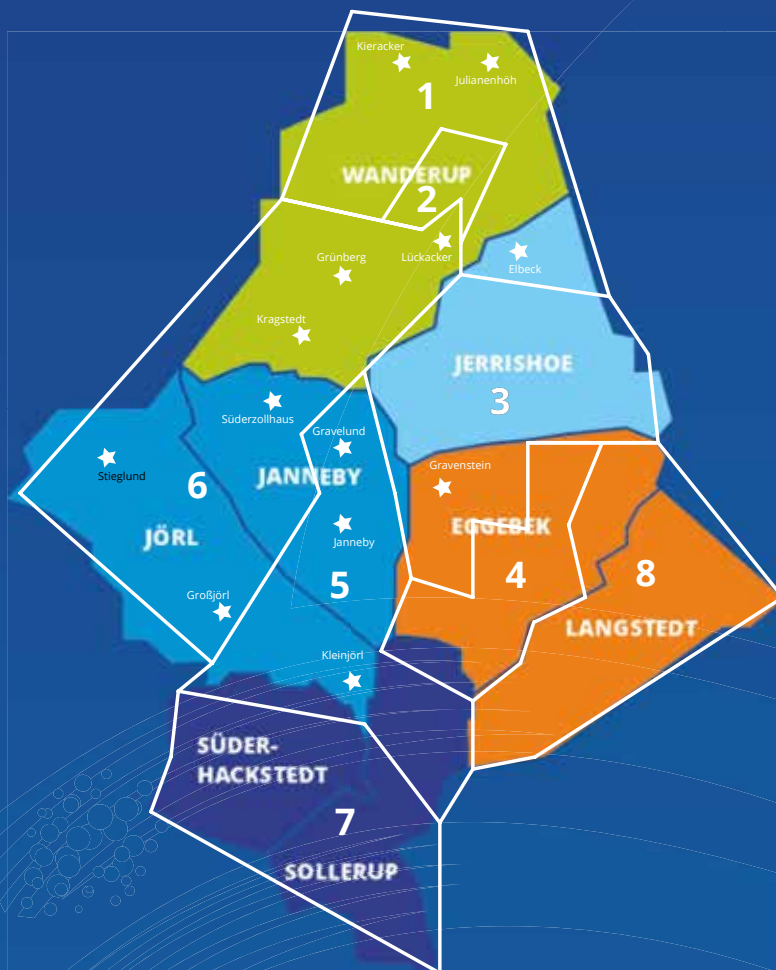 Kieracker
Julianenhöh
1
WANDERUP
2
Grünberg
Lückacker
Elbeck
Kragstedt
JERRISHOE
3
Süderzollhaus
Gravelund
Stieglund
6
JANNEBY
Gravenstein
EGGEBEK
JÖRL
Janneby
5
4
8
Großjörl
LANGSTEDT
Kleinjörl
SÜDER-
HACKSTEDT
7
SOLLERUP